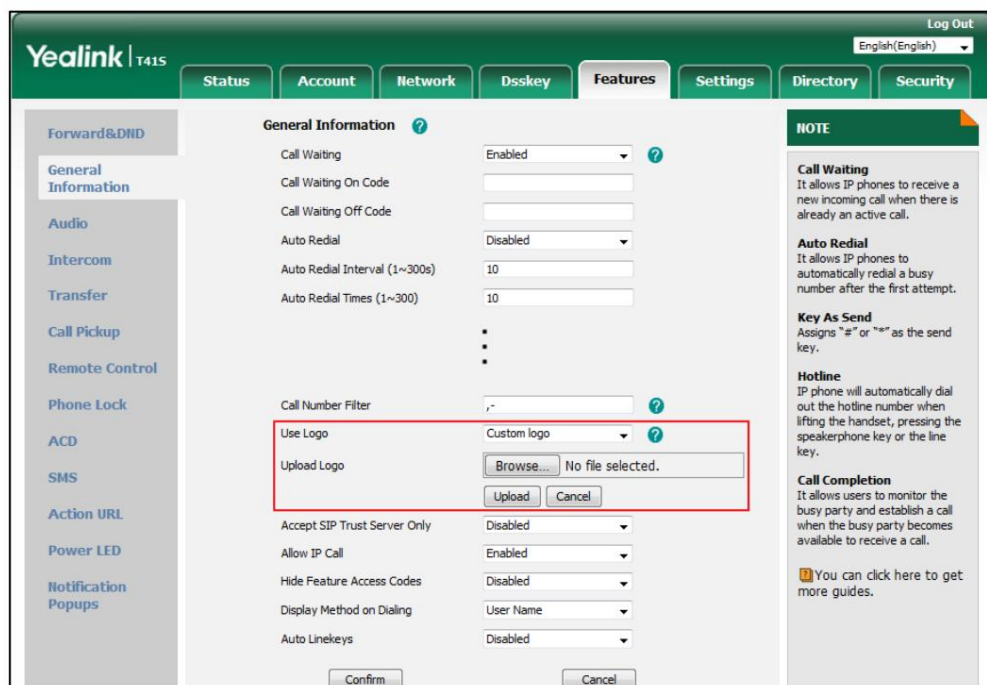 Log Out
Yealink | T41S
English(English)
Status Account Network Dsskey Features Settings Directory Security
Forward&DND
General
Information
Audio
Intercom
Transfer
Call Pickup
Remote Control
Phone Lock
ACD
SMS
Action URL
Power LED
Notification
Popups
General Information ?
Call Waiting Enabled ?
Call Waiting On Code
Call Waiting Off Code
Auto Redial Disabled
Auto Redial Interval (1~300s) 10
Auto Redial Times (1~300) 10
Call Number Filter ,- ?
Use Logo Custom logo ?
Upload Logo Browse... No file selected.
Upload Cancel
Accept SIP Trust Server Only Disabled
Allow IP Call Enabled
Hide Feature Access Codes Disabled
Display Method on Dialing User Name
Auto Linekeys Disabled
Confirm Cancel
NOTE
Call Waiting
It allows IP phones to receive a
new incoming call when there is
already an active call.
Auto Redial
It allows IP phones to
automatically redial a busy
number after the first attempt.
Key As Send
Assigns "#" or "*" as the send
key.
Hotline
IP phone will automatically dial
out the hotline number when
lifting the handset, pressing the
speakerphone key or the line
key.
Call Completion
It allows users to monitor the
busy party and establish a call
when the busy party becomes
available to receive a call.
? You can click here to get
more guides.